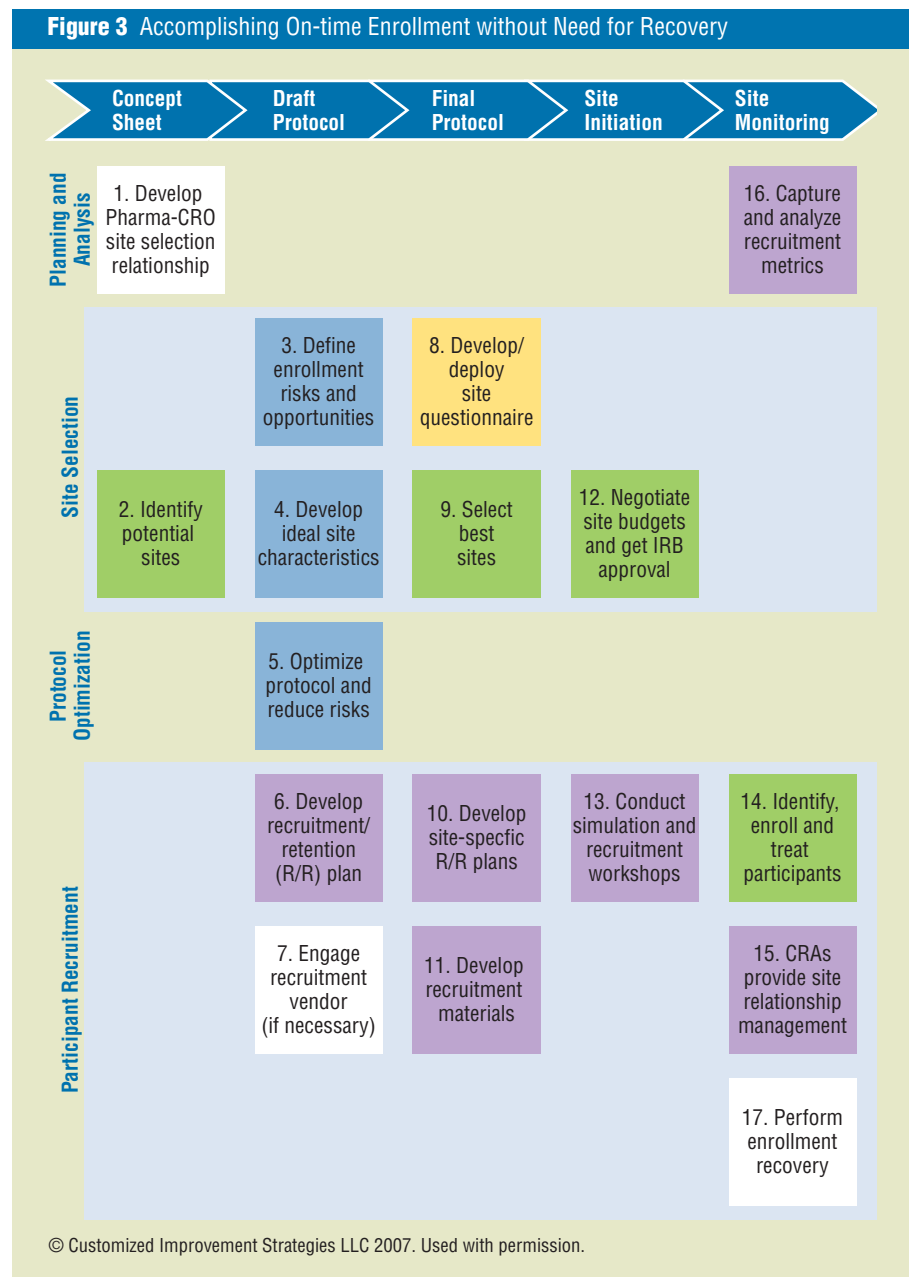 Figure 3 Accomplishing On-time Enrollment without Need for Recovery
Concept
Sheet
Draft
Protocol
Final
Protocol
Site
Initiation
Site
Monitoring
Planning and
Analysis
1. Develop
Pharma-CRO
site selection
relationship
16. Capture
and analyze
recruitment
metrics
Site Selection
3. Define
enrollment
risks and
opportunities
8. Develop/
deploy
site
questionnaire
2. Identify
potential
sites
4. Develop
ideal site
characteristics
9. Select
best
sites
12. Negotiate
site budgets
and get IRB
approval
Protocol
Optimization
5. Optimize
protocol and
reduce risks
Participant Recruitment
6. Develop
recruitment/
retention
(R/R) plan
10. Develop
site-specfic
R/R plans
13. Conduct
simulation and
recruitment
workshops
14. Identify,
enroll and
treat
participants
7. Engage
recruitment
vendor
(if necessary)
11. Develop
recruitment
materials
15. CRAs
provide site
relationship
management
17. Perform
enrollment
recovery
© Customized Improvement Strategies LLC 2007. Used with permission.